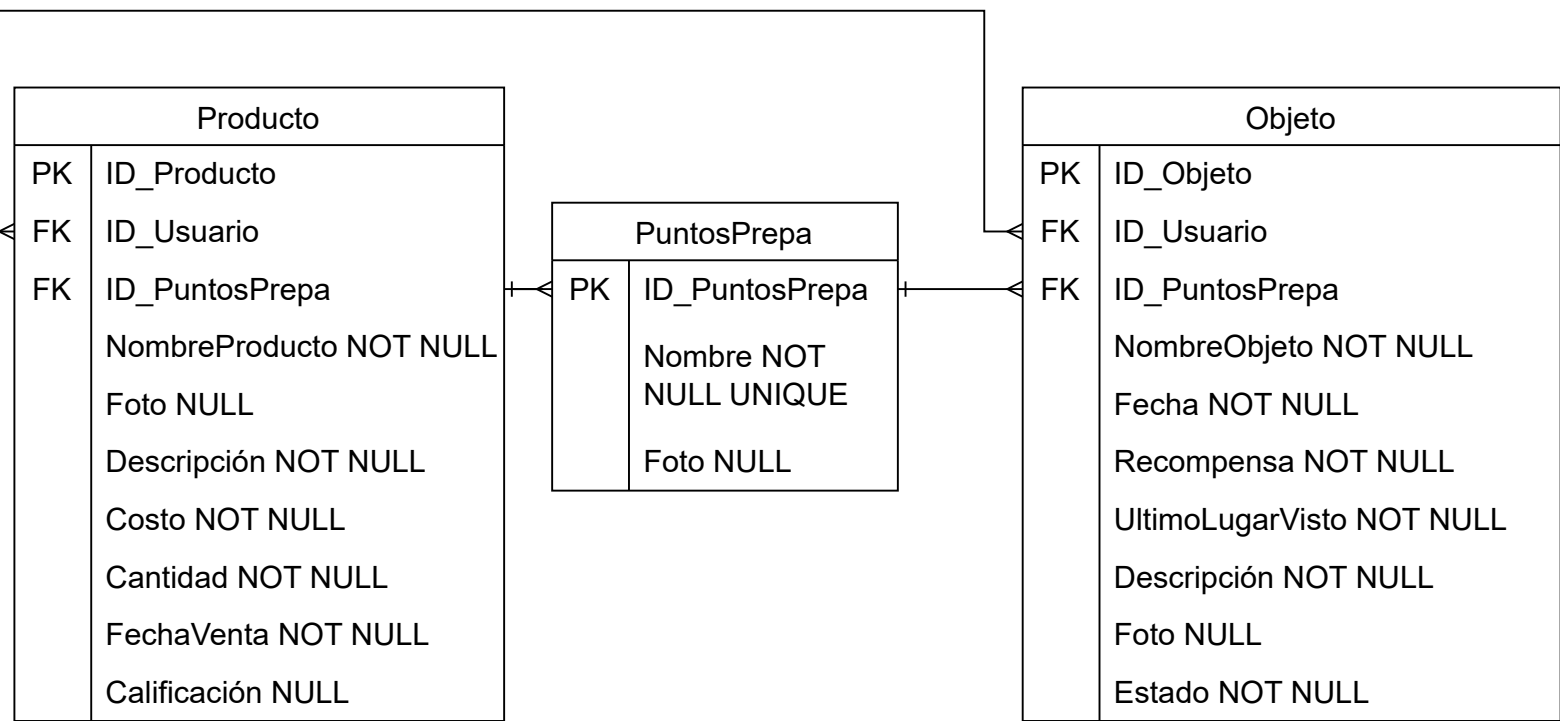 Producto
PK ID_Producto
FK ID_Usuario
FK ID_PuntosPrepa
NombreProducto NOT NULL
Foto NULL
Descripción NOT NULL
Costo NOT NULL
Cantidad NOT NULL
FechaVenta NOT NULL
Calificación NULL
PuntosPrepa
PK ID_PuntosPrepa
Nombre NOT
NULL UNIQUE
Foto NULL
Objeto
PK ID_Objeto
FK ID_Usuario
FK ID_PuntosPrepa
NombreObjeto NOT NULL
Fecha NOT NULL
Recompensa NOT NULL
UltimoLugarVisto NOT NULL
Descripción NOT NULL
Foto NULL
Estado NOT NULL